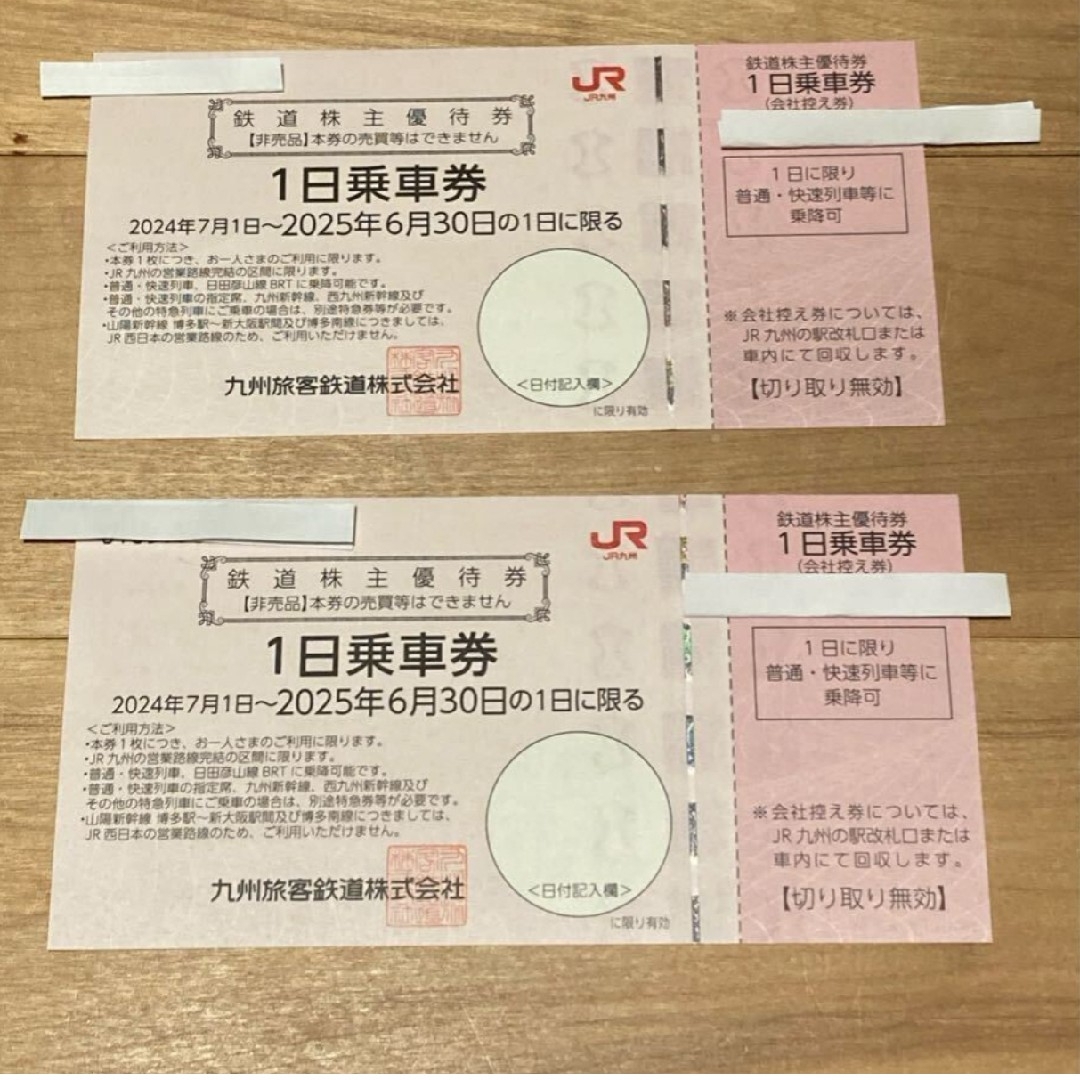 JR
JR九州
鉄道株主優待券
【非売品】本券の売買等はできません
1日乗車券
2024年7月1日～2025年6月30日の1日に限る
＜ご利用方法＞
・本券1枚につき、お一人さまのご利用に限ります。
・JR九州の営業路線完結の区間に限ります。
・普通・快速列車、日田彦山線BRTに乗降可能です。
・普通・快速列車の指定席、九州新幹線、西九州新幹線及び
その他の特急列車にご乗車の場合は、別途特急券等が必要です。
・山陽新幹線 博多駅～新大阪駅間及び博多南線につきましては、
JR西日本の営業路線のため、ご利用いただけません。
九州旅客鉄道株式会社
＜日付記入欄＞
に限り有効
鉄道株主優待券
1日乗車券
(会社控え券)
1日に限り
普通・快速列車等に
乗降可
※会社控え券については、
JR九州の駅改札口または
車内にて回収します。
【切り取り無効】
JR
JR九州
鉄道株主優待券
【非売品】本券の売買等はできません
1日乗車券
2024年7月1日～2025年6月30日の1日に限る
＜ご利用方法＞
・本券1枚につき、お一人さまのご利用に限ります。
・JR九州の営業路線完結の区間に限ります。
・普通・快速列車、日田彦山線BRTに乗降可能です。
・普通・快速列車の指定席、九州新幹線、西九州新幹線及び
その他の特急列車にご乗車の場合は、別途特急券等が必要です。
・山陽新幹線 博多駅～新大阪駅間及び博多南線につきましては、
JR西日本の営業路線のため、ご利用いただけません。
九州旅客鉄道株式会社
＜日付記入欄＞
に限り有効
鉄道株主優待券
1日乗車券
(会社控え券)
1日に限り
普通・快速列車等に
乗降可
※会社控え券については、
JR九州の駅改札口または
車内にて回収します。
【切り取り無効】